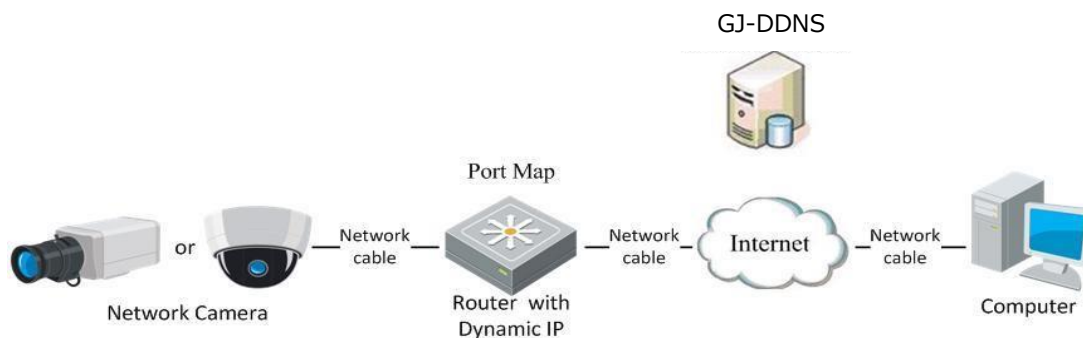 GJ-DDNS
Port Map
or
Network
cable
Network
cable
Internet
Network
cable
Network Camera
Router with
Dynamic IP
Computer